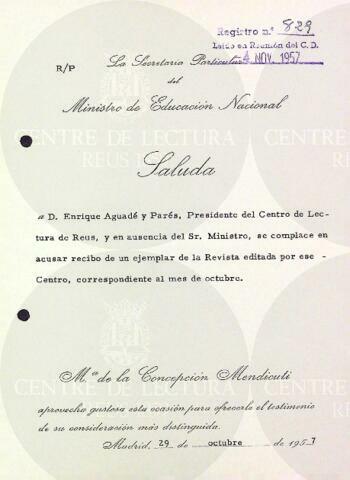 Registro n.º 829
Leído en Reunión del C. D.
4 NOV. 1957
R/P
La Secretaria Particular
del
Ministro de Educación Nacional
CENTRE DE LECTURA
REUS
Saluda
a D. Enrique Aguadé y Parés, Presidente del Centro de Lec-
tura de Reus, y en ausencia del Sr. Ministro, se complace en
acusar recibo de un ejemplar de la Revista editada por ese -
Centro, correspondiente al mes de octubre.
M.ª de la Concepción Mendicuti
CENTRE DE LECTURA
aprovecha gustosa esta ocasión para ofrecerle el testimonio
de su consideración más distinguida.
Madrid, 29 de octubre de 1957